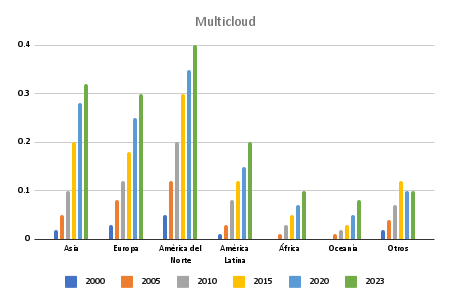 Multicloud
0.4
0.3
0.2
0.1
0
Asia
Europa
América del
Norte
América
Latina
África
Oceania
Otros
2000 2005 2010 2015 2020 2023